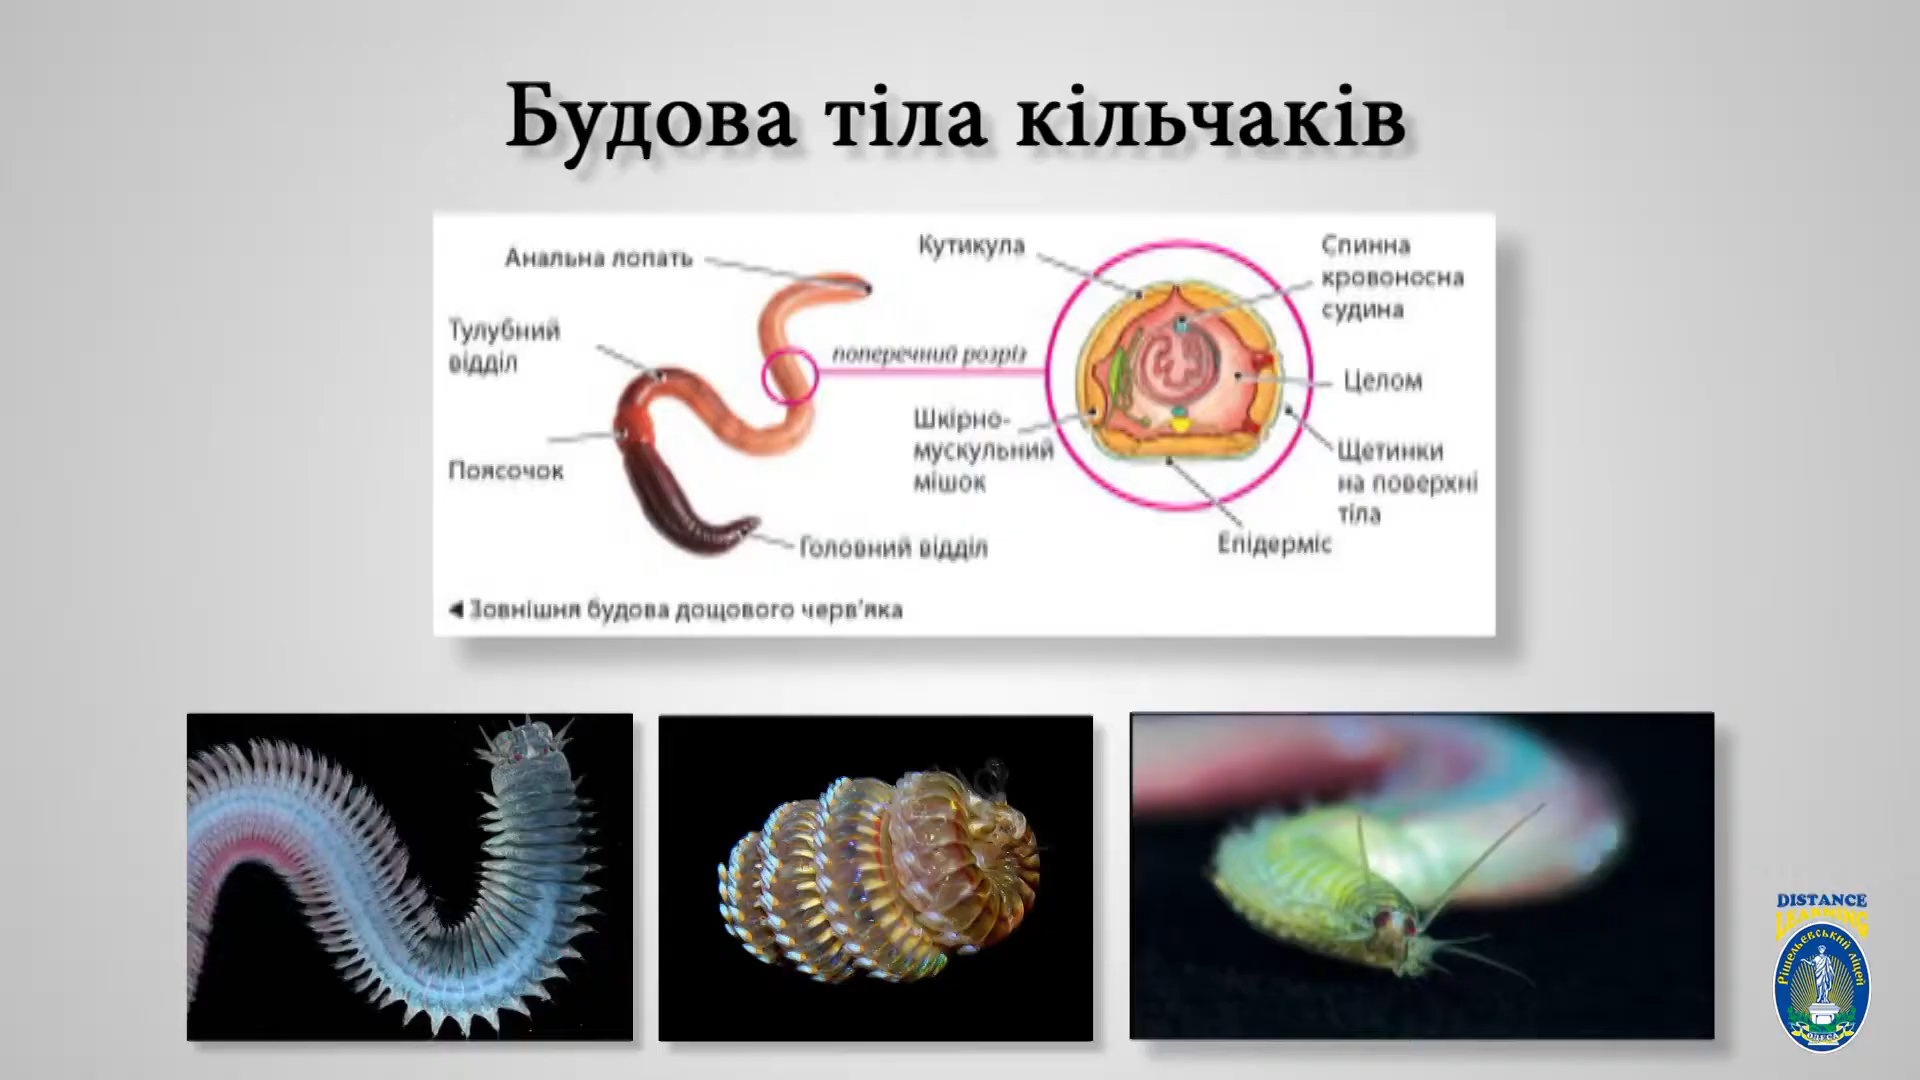 Будова тіла кільчаків
Анальна лопать
Тулубний
відділ
Поясочок
Головний відділ
поперечний розріз
Кутикула
Шкірно-
мускульний
мішок
Спинна
кровоносна
судина
Целом
Щетинки
на поверхні
тіла
Епідерміс
◄ Зовнішня будова дощового черв'яка
DISTANCE
LEARNING
Рішельєвський ліцей
ОДЕСА